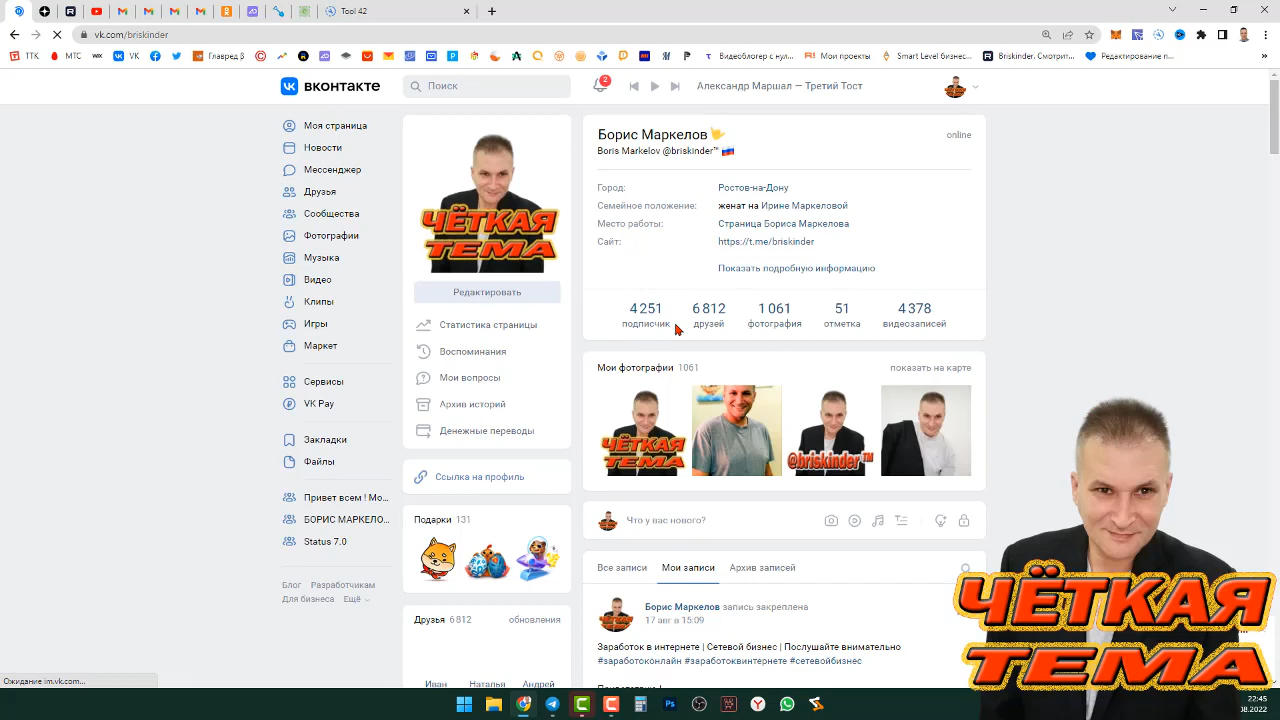 Tool 42
vk.com/briskinder
ТТК
МТС
VK
Главред β
Видеоблогер с нул...
Мои проекты
Smart Level бизнес...
Briskinder. Смотрит...
Редактирование п...
вконтакте
Поиск
2
Александр Маршал — Третий Тост
Моя страница
Новости
Мессенджер
Друзья
Сообщества
Фотографии
Музыка
Видео
Клипы
Игры
Маркет
Сервисы
VK Pay
Закладки
Файлы
Привет всем ! Мо...
БОРИС МАРКЕЛО...
Status 7.0
Блог Разработчикам
Для бизнеса Ещё
ЧЁТКАЯ
ТЕМА
Редактировать
Статистика страницы
Воспоминания
Мои вопросы
Архив историй
Денежные переводы
Ссылка на профиль
Подарки 131
Друзья 6812 обновления
Иван Наталья Андрей
Борис Маркелов
online
Boris Markelov @briskinder™
Город: Ростов-на-Дону
Семейное положение: женат на Ирине Маркеловой
Место работы: Страница Бориса Маркелова
Сайт: https://t.me/briskinder
Показать подробную информацию
4 251 6 812 1 061 51 4 378
подписчик друзей фотография отметка видеозаписей
Мои фотографии 1061 показать на карте
ЧЁТКАЯ
ТЕМА
@briskinder™
Что у вас нового?
Все записи Мои записи Архив записей
Борис Маркелов запись закреплена
17 авг в 15:09
Заработок в интернете | Сетевой бизнес | Послушайте внимательно
#заработоконлайн #заработоквинтернете #сетевойбизнес
ЧЁТКАЯ
ТЕМА
Ожидание im.vk.com...
22:45
08.2022